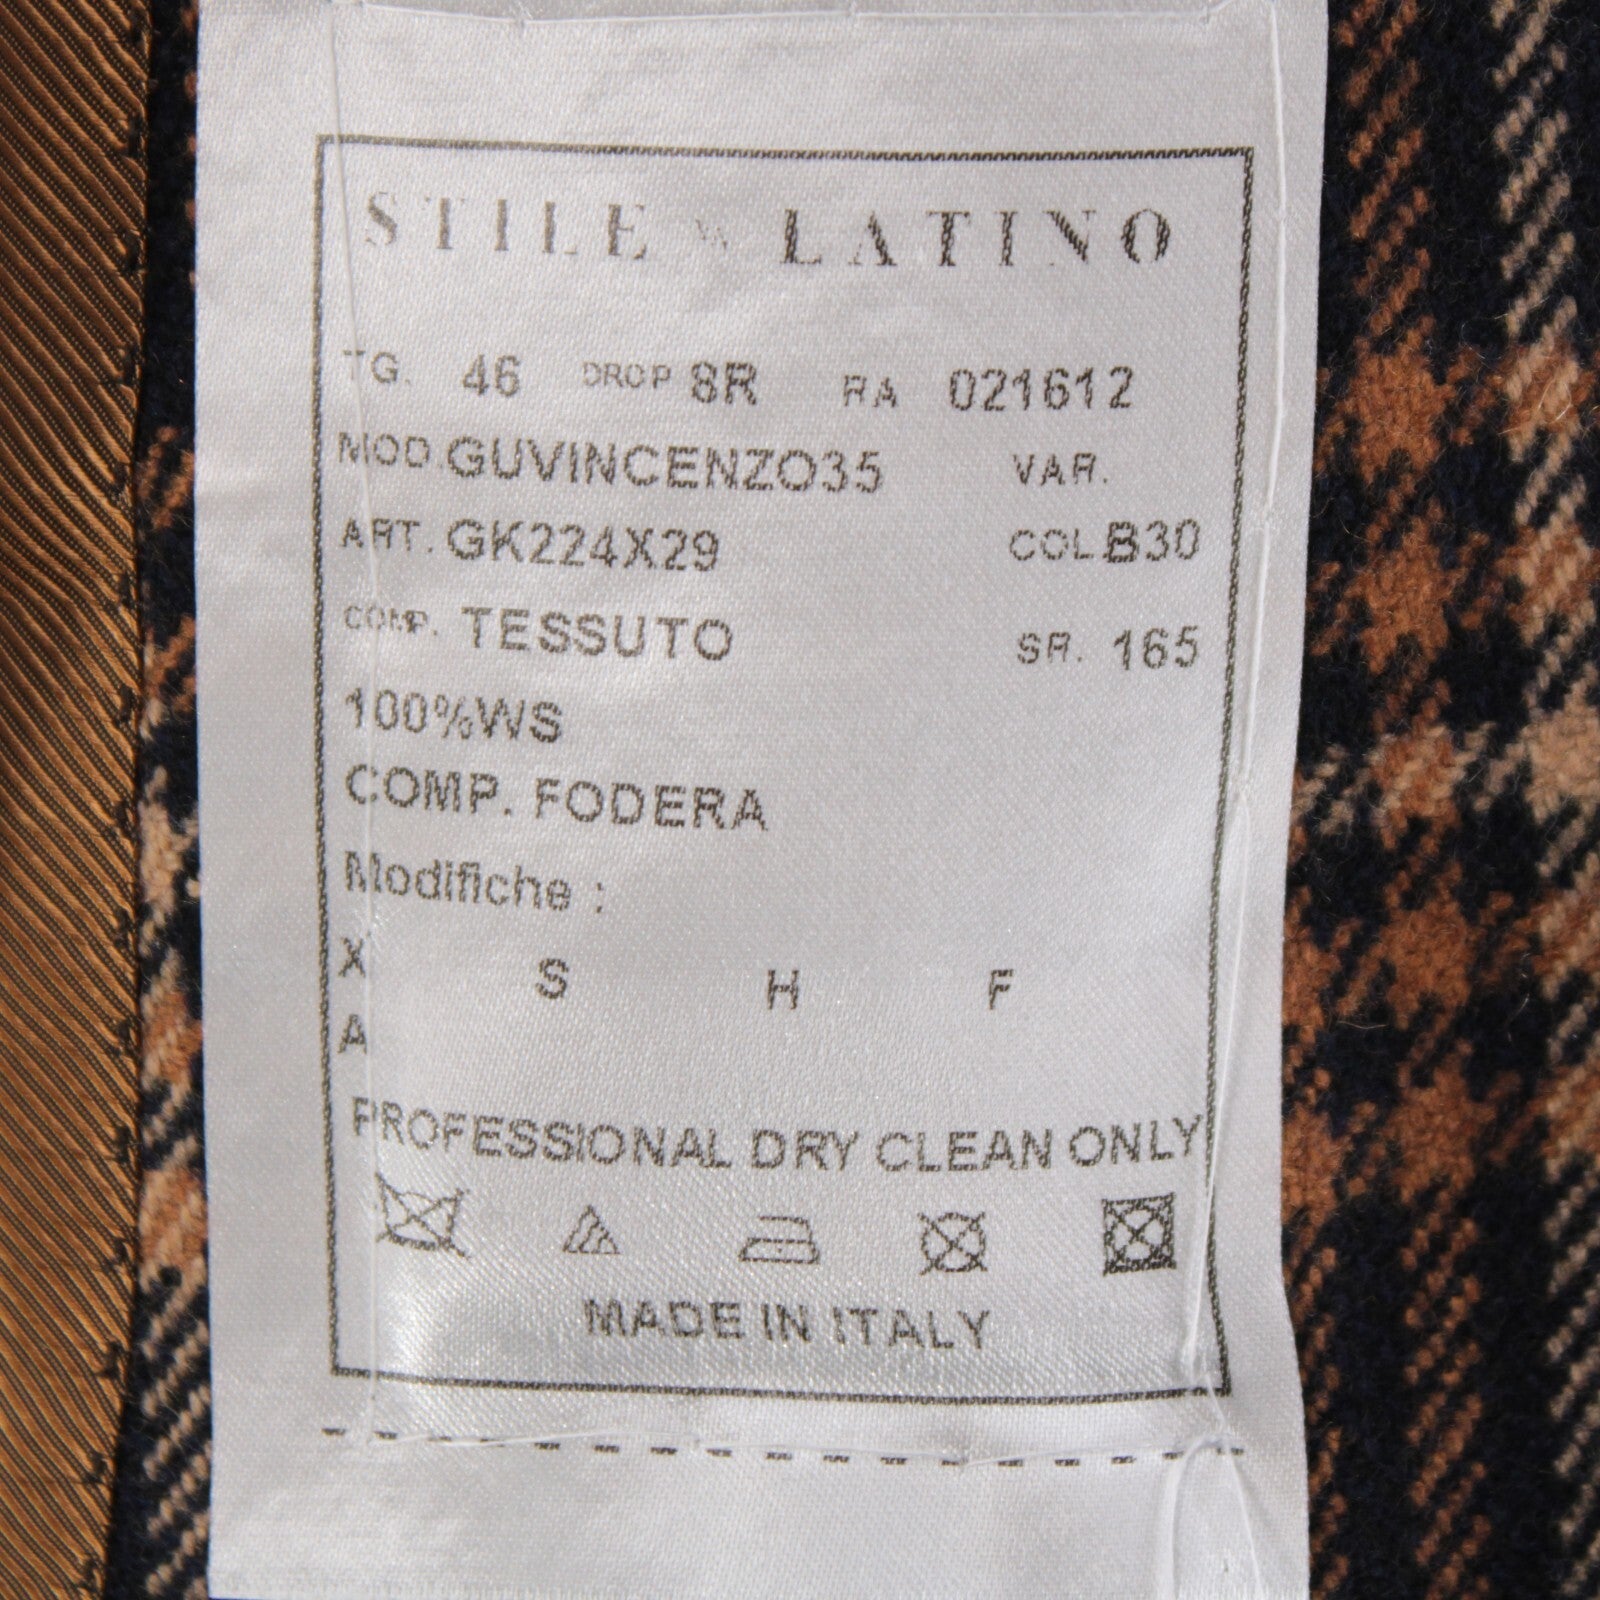 STILE LATINO
TG. 46 DROP 8R RA 021612
MOD. GUVINCENZO35 VAR.
ART. GK224X29 COL. B30
COMP. TESSUTO SR. 165
100%WS
COMP. FODERA
Modifiche :
X S H F
A
PROFESSIONAL DRY CLEAN ONLY
MADE IN ITALY